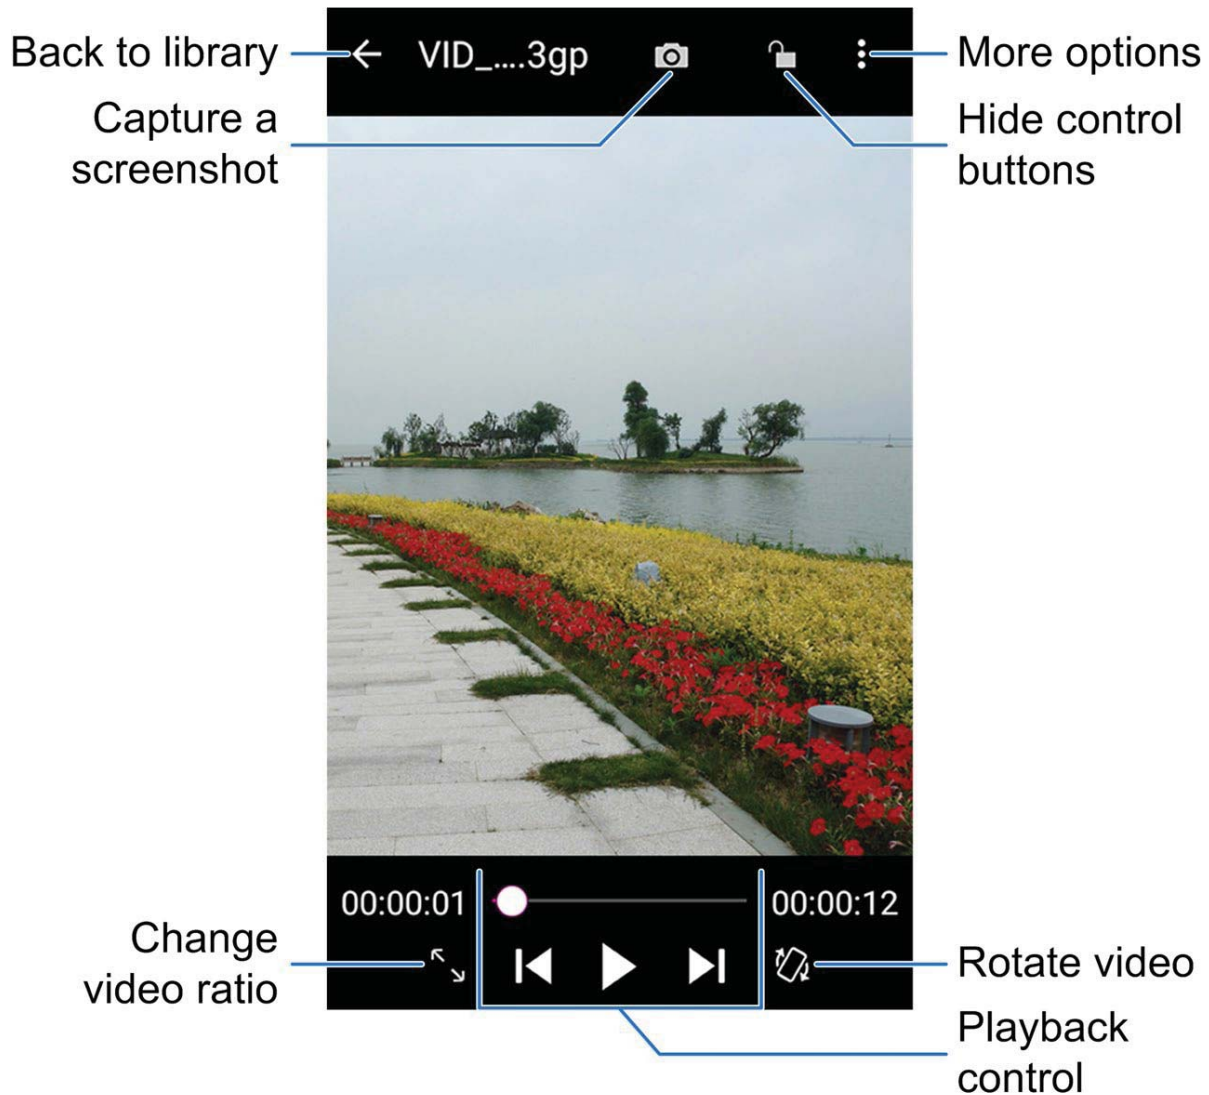 Back to library
VID_....3gp
More options
Capture a
screenshot
Hide control
buttons
00:00:01
00:00:12
Change
video ratio
Rotate video
Playback
control